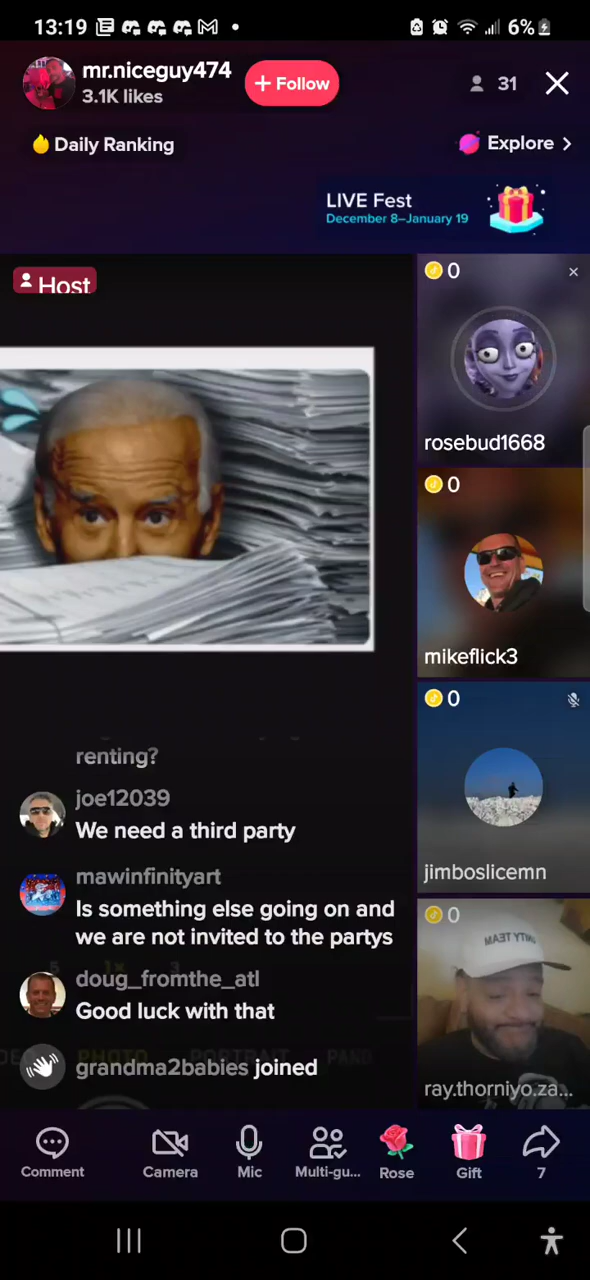 13:19
6%
mr.niceguy474
3.1K likes
+ Follow
31
Daily Ranking
Explore
LIVE Fest
December 8–January 19
Host
0
rosebud1668
0
mikeflick3
0
jimboslicemn
0
ray.thorniyo.za...
renting?
joe12039
We need a third party
mawinfinityart
Is something else going on and
we are not invited to the partys
doug_fromthe_atl
Good luck with that
grandma2babies joined
PHOTO
PORTRAIT
Comment
Camera
Mic
Multi-gu...
Rose
Gift
7